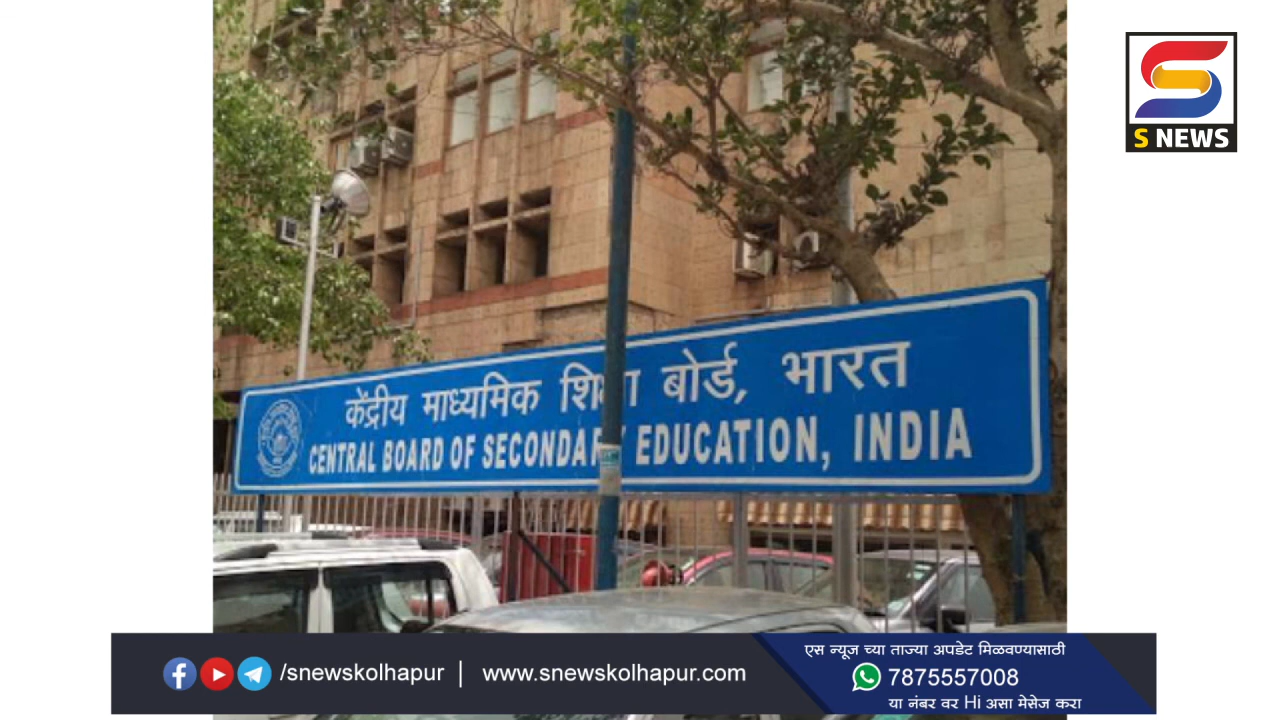 S NEWS
केंद्रीय माध्यमिक बोर्ड, भारत
CENTRAL BOARD OF EDUCATION, INDIA
/snewskolhapur | www.snewskolhapur.com
एस न्यूज च्या ताज्या अपडेट मिळवण्यासाठी
7875557008
या नंबर वर Hi असा मेसेज करा